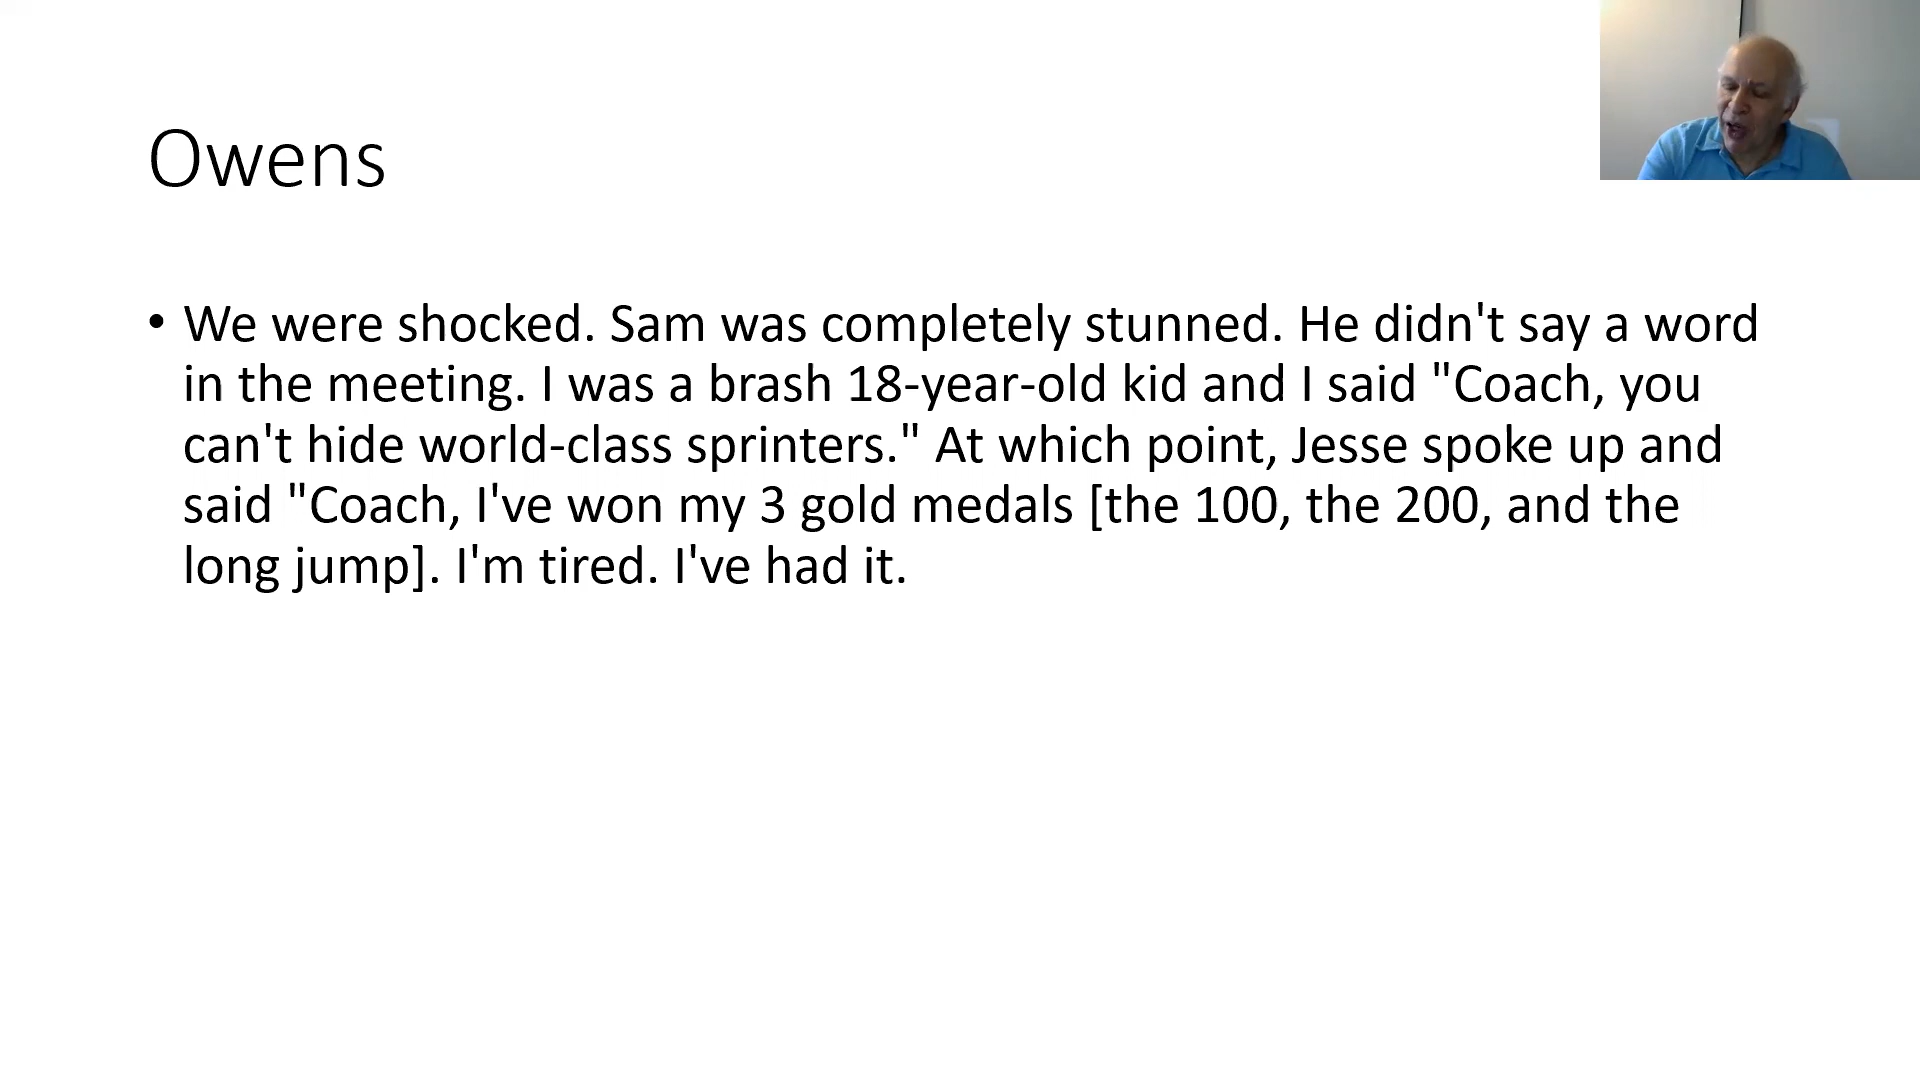 Owens
• We were shocked. Sam was completely stunned. He didn't say a word
in the meeting. I was a brash 18-year-old kid and I said "Coach, you
can't hide world-class sprinters." At which point, Jesse spoke up and
said "Coach, I've won my 3 gold medals [the 100, the 200, and the
long jump]. I'm tired. I've had it.